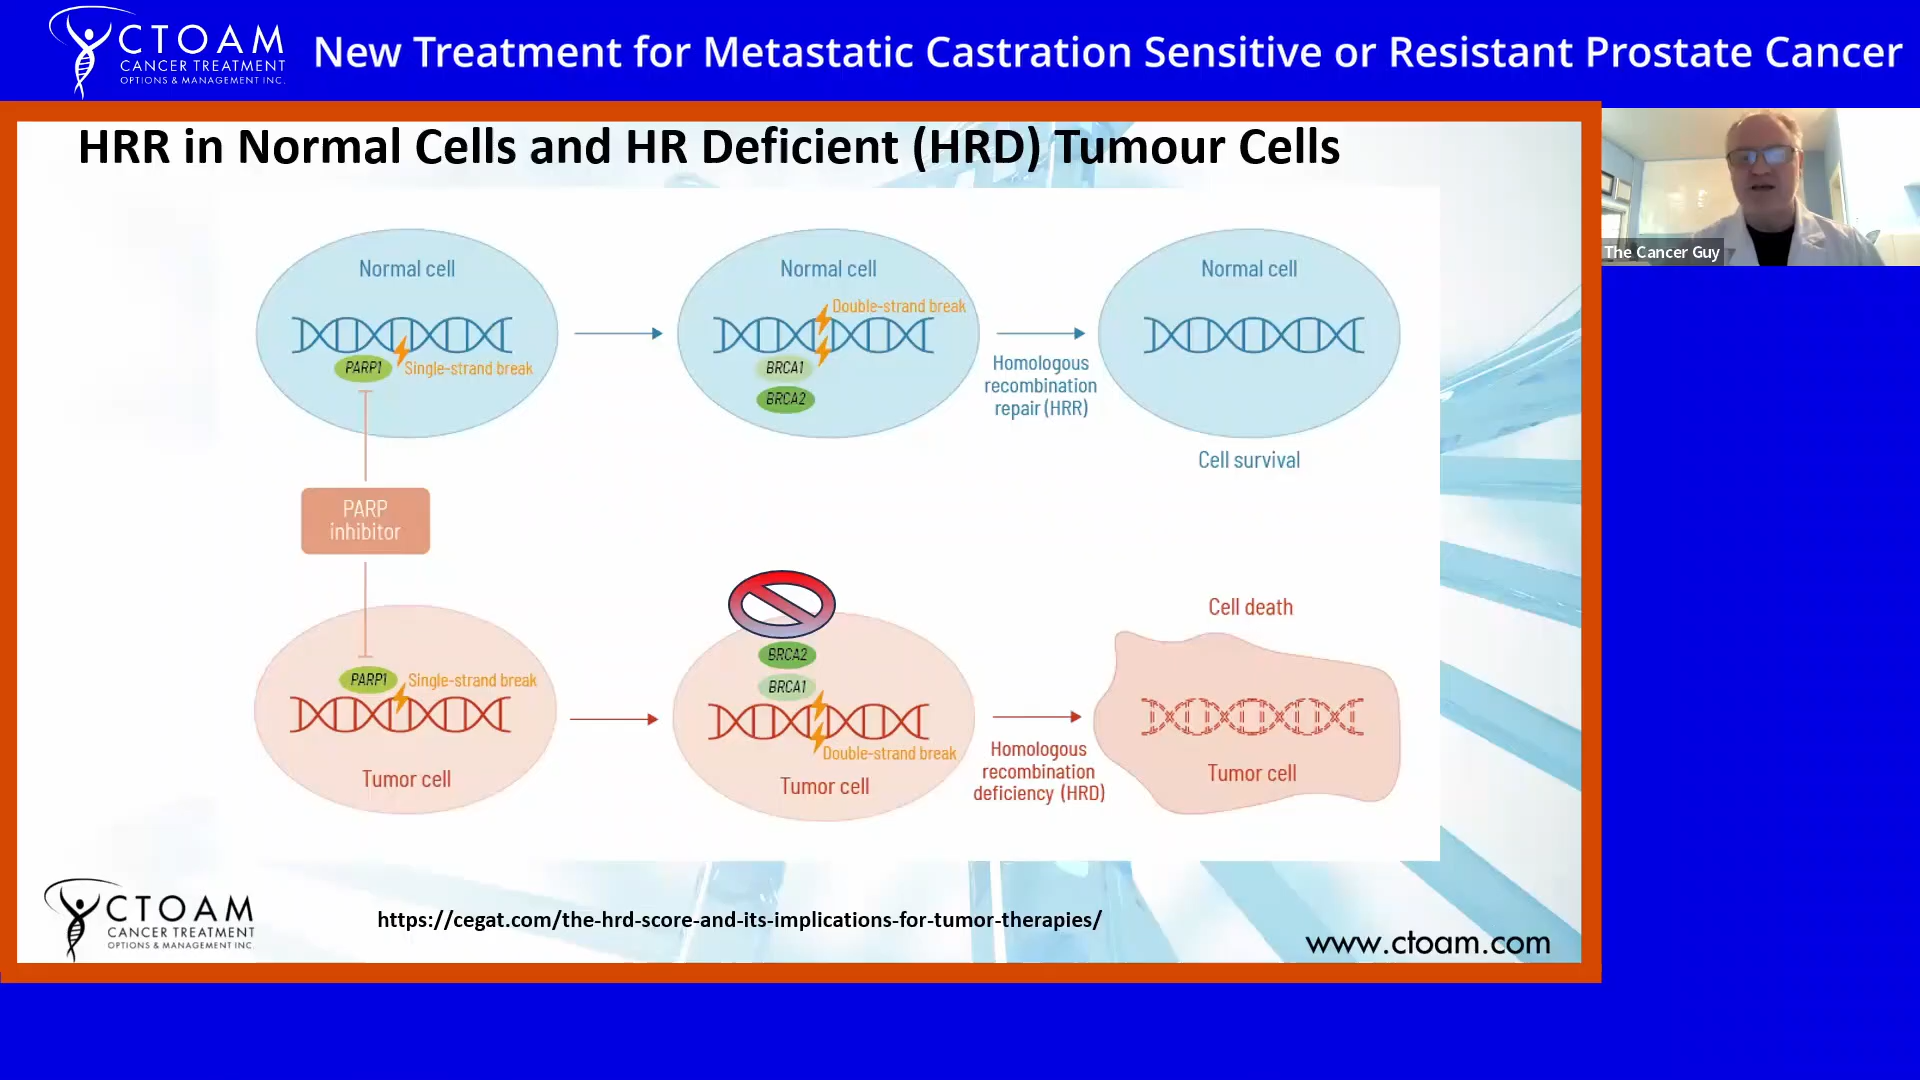 CTOAM
CANCER TREATMENT
OPTIONS & MANAGEMENT INC.
New Treatment for Metastatic Castration Sensitive or Resistant Prostate Cancer
HRR in Normal Cells and HR Deficient (HRD) Tumour Cells
The Cancer Guy
Normal cell
PARP1
Single-strand break
Normal cell
Double-strand break
BRCA1
BRCA2
Homologous
recombination
repair (HRR)
Normal cell
Cell survival
PARP
inhibitor
PARP1
Single-strand break
Tumor cell
BRCA2
BRCA1
Double-strand break
Tumor cell
Homologous
recombination
deficiency (HRD)
Cell death
Tumor cell
CTOAM
CANCER TREATMENT
OPTIONS & MANAGEMENT INC.
https://cegat.com/the-hrd-score-and-its-implications-for-tumor-therapies/
www.ctoam.com